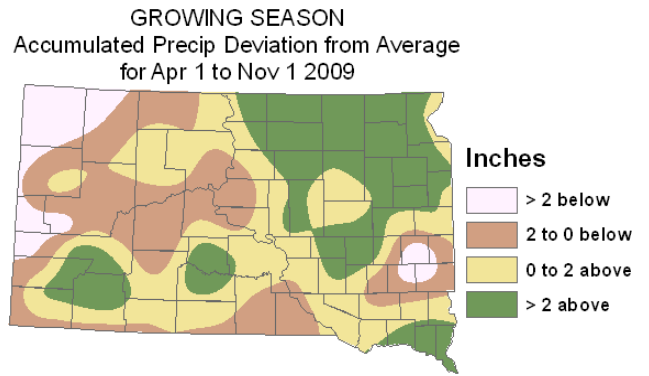 GROWING SEASON
Accumulated Precip Deviation from Average
for Apr 1 to Nov 1 2009
Inches
> 2 below
2 to 0 below
0 to 2 above
> 2 above